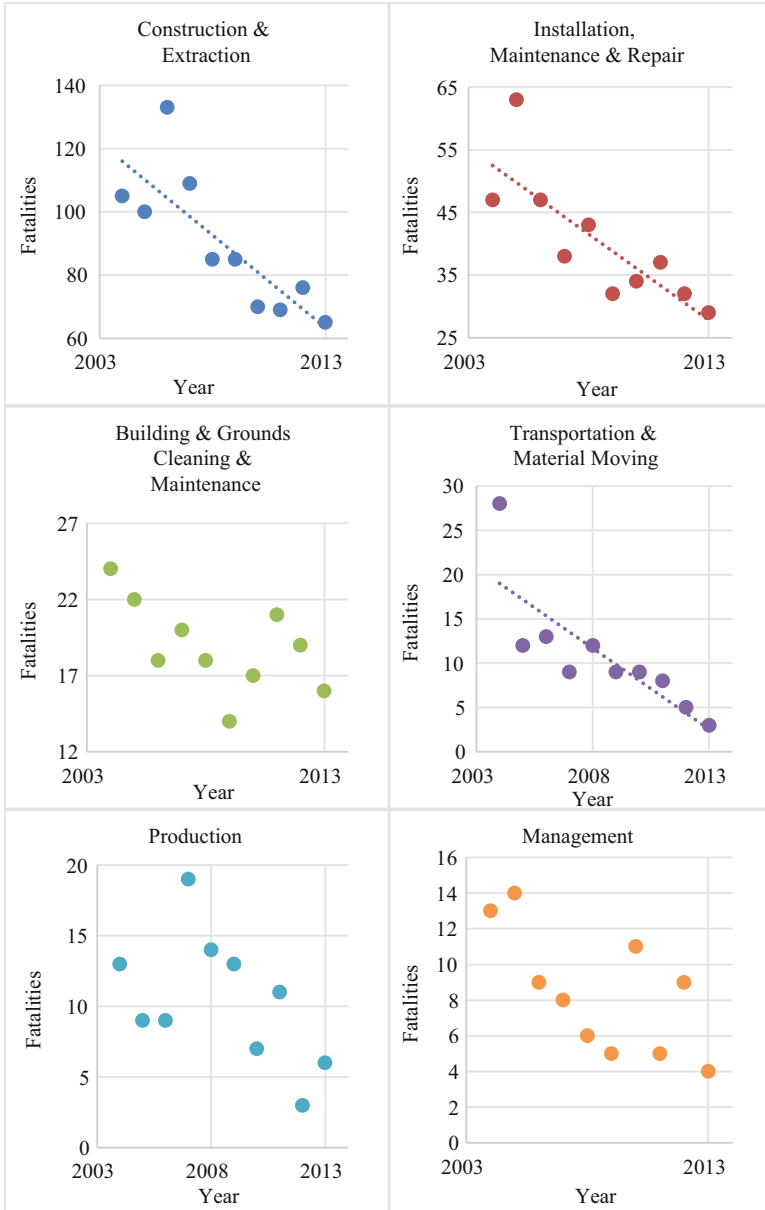 Construction &
Extraction
140
120
100
80
60
Fatalities
2003
2013
Year
Installation,
Maintenance & Repair
65
55
45
35
25
Fatalities
2003
2013
Year
Building & Grounds
Cleaning &
Maintenance
27
22
17
12
Fatalities
2003
2013
Year
Transportation &
Material Moving
30
25
20
15
10
5
0
Fatalities
2003
2008
2013
Year
Production
20
15
10
5
0
Fatalities
2003
2008
2013
Year
Management
16
14
12
10
8
6
4
2
0
Fatalities
2003
2013
Year